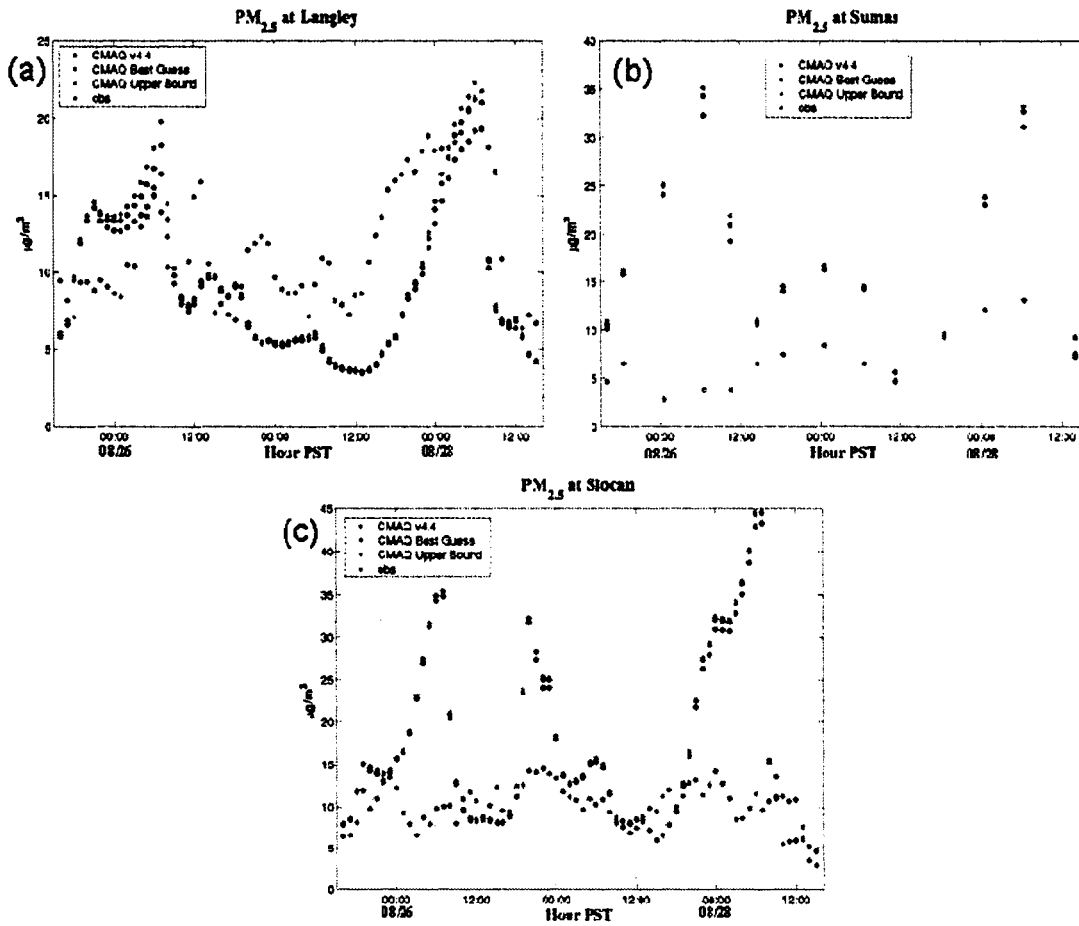 PM2.5 at Langley
(a)
CMAQ v4.4
CMAQ Best Guess
CMAQ Upper Bound
obs
25
20
15
10
5
0
µg/m3
00:00
08/26
12:00
00:00
12:00
00:00
08/28
12:00
Hour PST
PM2.5 at Sumas
(b)
CMAQ v4.4
CMAQ Best Guess
CMAQ Upper Bound
obs
40
35
30
25
20
15
10
5
0
µg/m3
00:00
08/26
12:00
00:00
12:00
00:00
08/28
12:00
Hour PST
PM2.5 at Slocan
(c)
CMAQ v4.4
CMAQ Best Guess
CMAQ Upper Bound
obs
45
40
35
30
25
20
15
10
5
0
µg/m3
00:00
08/26
12:00
00:00
12:00
00:00
08/28
12:00
Hour PST